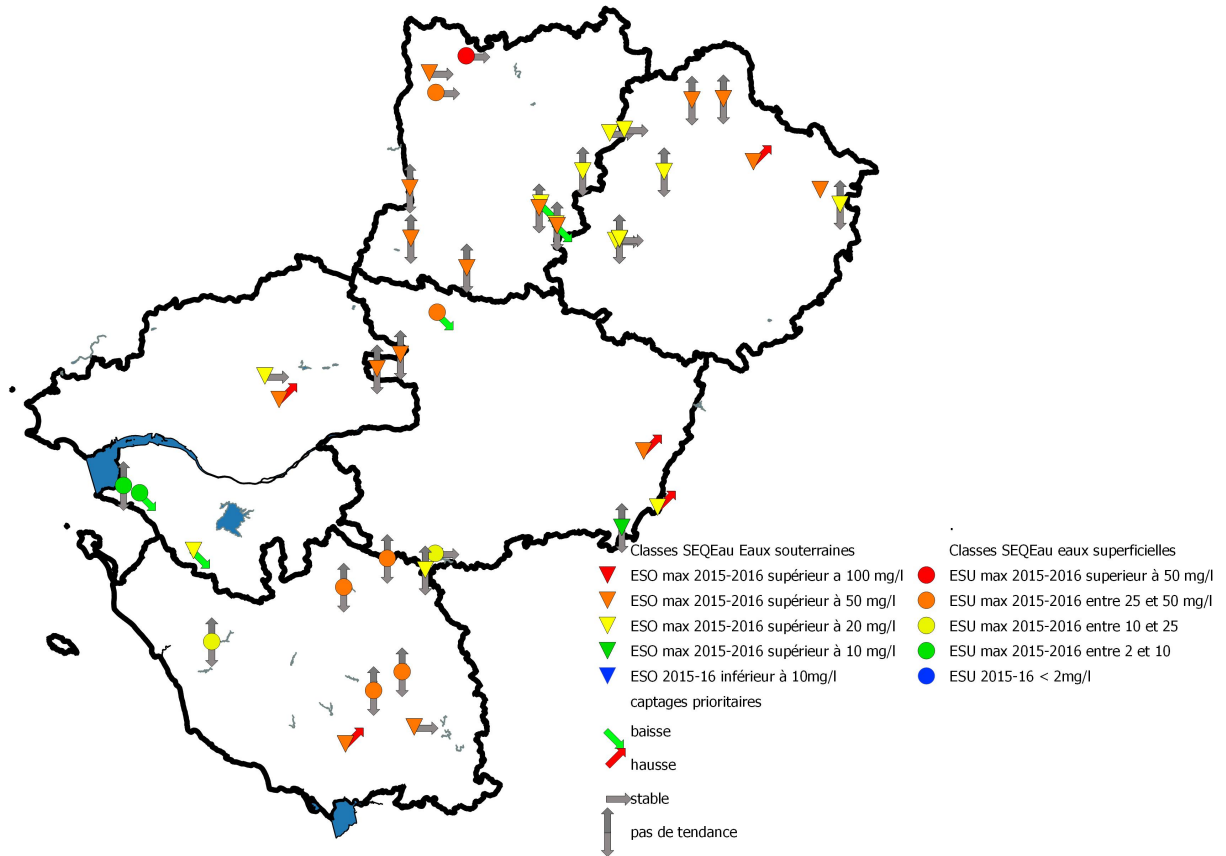 Classes SEQEau Eaux souterraines
ESO max 2015-2016 supérieur a 100 mg/l
ESO max 2015-2016 supérieur à 50 mg/l
ESO max 2015-2016 supérieur à 20 mg/l
ESO max 2015-2016 supérieur à 10 mg/l
ESO 2015-16 inférieur à 10mg/l
captages prioritaires
baisse
hausse
stable
pas de tendance
.
Classes SEQEau eaux superficielles
ESU max 2015-2016 superieur à 50 mg/l
ESU max 2015-2016 entre 25 et 50 mg/l
ESU max 2015-2016 entre 10 et 25
ESU max 2015-2016 entre 2 et 10
ESU 2015-16 < 2mg/l